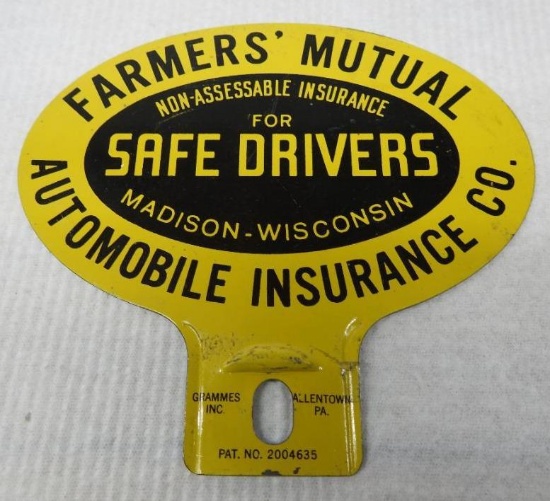 FARMERS' MUTUAL
NON-ASSESSABLE INSURANCE
FOR
SAFE DRIVERS
MADISON-WISCONSIN
AUTOMOBILE INSURANCE CO.
GRAMMES INC.
ALLENTOWN PA.
PAT. NO. 2004635